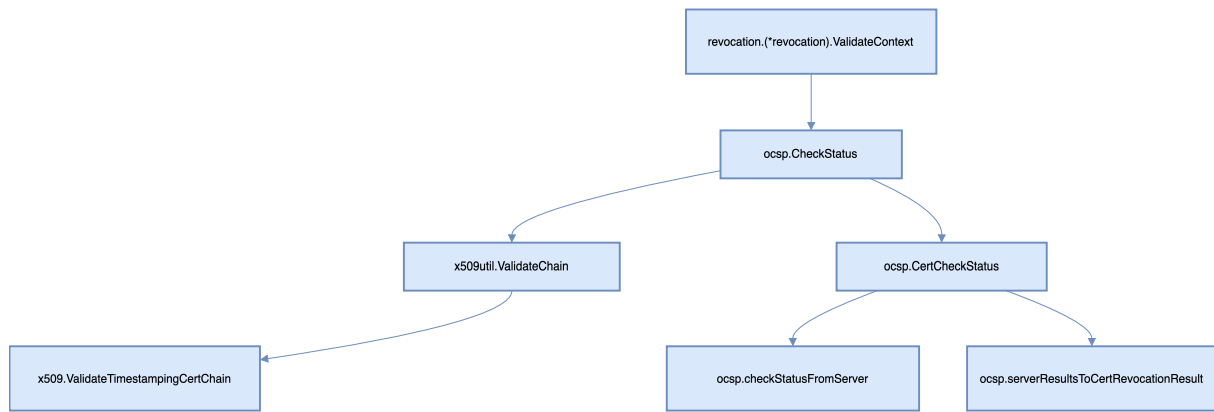 revocation.(*revocation).ValidateContext
ocsp.CheckStatus
x509util.ValidateChain
ocsp.CertCheckStatus
x509.ValidateTimestampingCertChain
ocsp.checkStatusFromServer
ocsp.serverResultsToCertRevocationResult